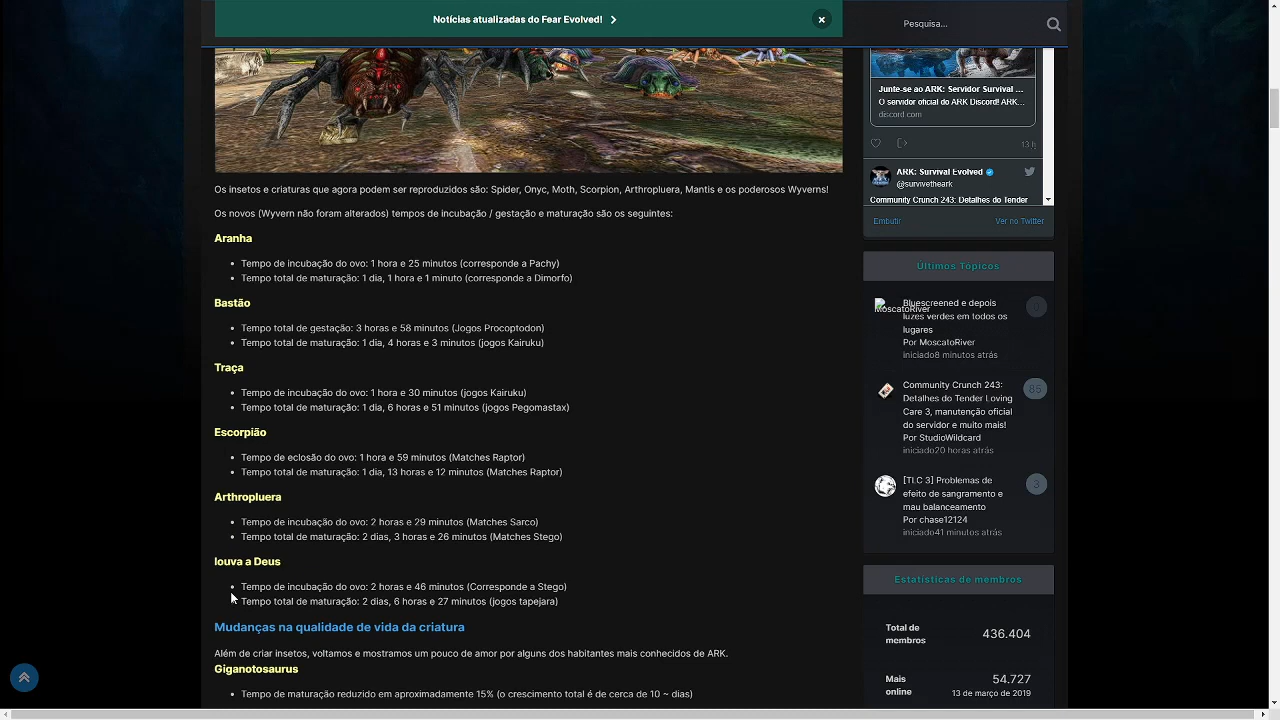 Notícias atualizadas do Fear Evolved!
Pesquisa...
Os insetos e criaturas que agora podem ser reproduzidos são: Spider, Onyc, Moth, Scorpion, Arthropluera, Mantis e os poderosos Wyverns!
Os novos (Wyvern não foram alterados) tempos de incubação / gestação e maturação são os seguintes:
Aranha
Tempo de incubação do ovo: 1 hora e 25 minutos (corresponde a Pachy)
Tempo total de maturação: 1 dia, 1 hora e 1 minuto (corresponde a Dimorfo)
Bastão
Tempo total de gestação: 3 horas e 58 minutos (Jogos Procoptodon)
Tempo total de maturação: 1 dia, 4 horas e 3 minutos (jogos Kairuku)
Traça
Tempo de incubação do ovo: 1 hora e 30 minutos (jogos Kairuku)
Tempo total de maturação: 1 dia, 6 horas e 51 minutos (jogos Pegomastax)
Escorpião
Tempo de eclosão do ovo: 1 hora e 59 minutos (Matches Raptor)
Tempo total de maturação: 1 dia, 13 horas e 12 minutos (Matches Raptor)
Arthropluera
Tempo de incubação do ovo: 2 horas e 29 minutos (Matches Sarco)
Tempo total de maturação: 2 dias, 3 horas e 26 minutos (Matches Stego)
louva a Deus
Tempo de incubação do ovo: 2 horas e 46 minutos (Corresponde a Stego)
Tempo total de maturação: 2 dias, 6 horas e 27 minutos (jogos tapejara)
Mudanças na qualidade de vida da criatura
Além de criar insetos, voltamos e mostramos um pouco de amor por alguns dos habitantes mais conhecidos de ARK.
Giganotosaurus
Tempo de maturação reduzido em aproximadamente 15% (o crescimento total é de cerca de 10 ~ dias)
Junte-se ao ARK: Servidor Survival ...
O servidor oficial do ARK Discord! ARK...
discord com
13 h
ARK: Survival Evolved
@survivetheark
Community Crunch 243: Detalhes do Tender
Embutir
Ver no Twitter
Últimos Tópicos
MoscatoRiver
Bluescreened e depois
luzes verdes em todos os
lugares
Por MoscatoRiver
iniciado8 minutos atrás
1
Community Crunch 243:
Detalhes do Tender Loving
Care 3, manutenção oficial
do servidor e muito mais!
Por StudioWildcard
iniciado20 horas atrás
85
[TLC 3] Problemas de
efeito de sangramento e
mau balanceamento
Por chase12124
iniciado41 minutos atrás
3
Estatísticas de membros
Total de
membros
436.404
Mais
online
54.727
13 de março de 2019